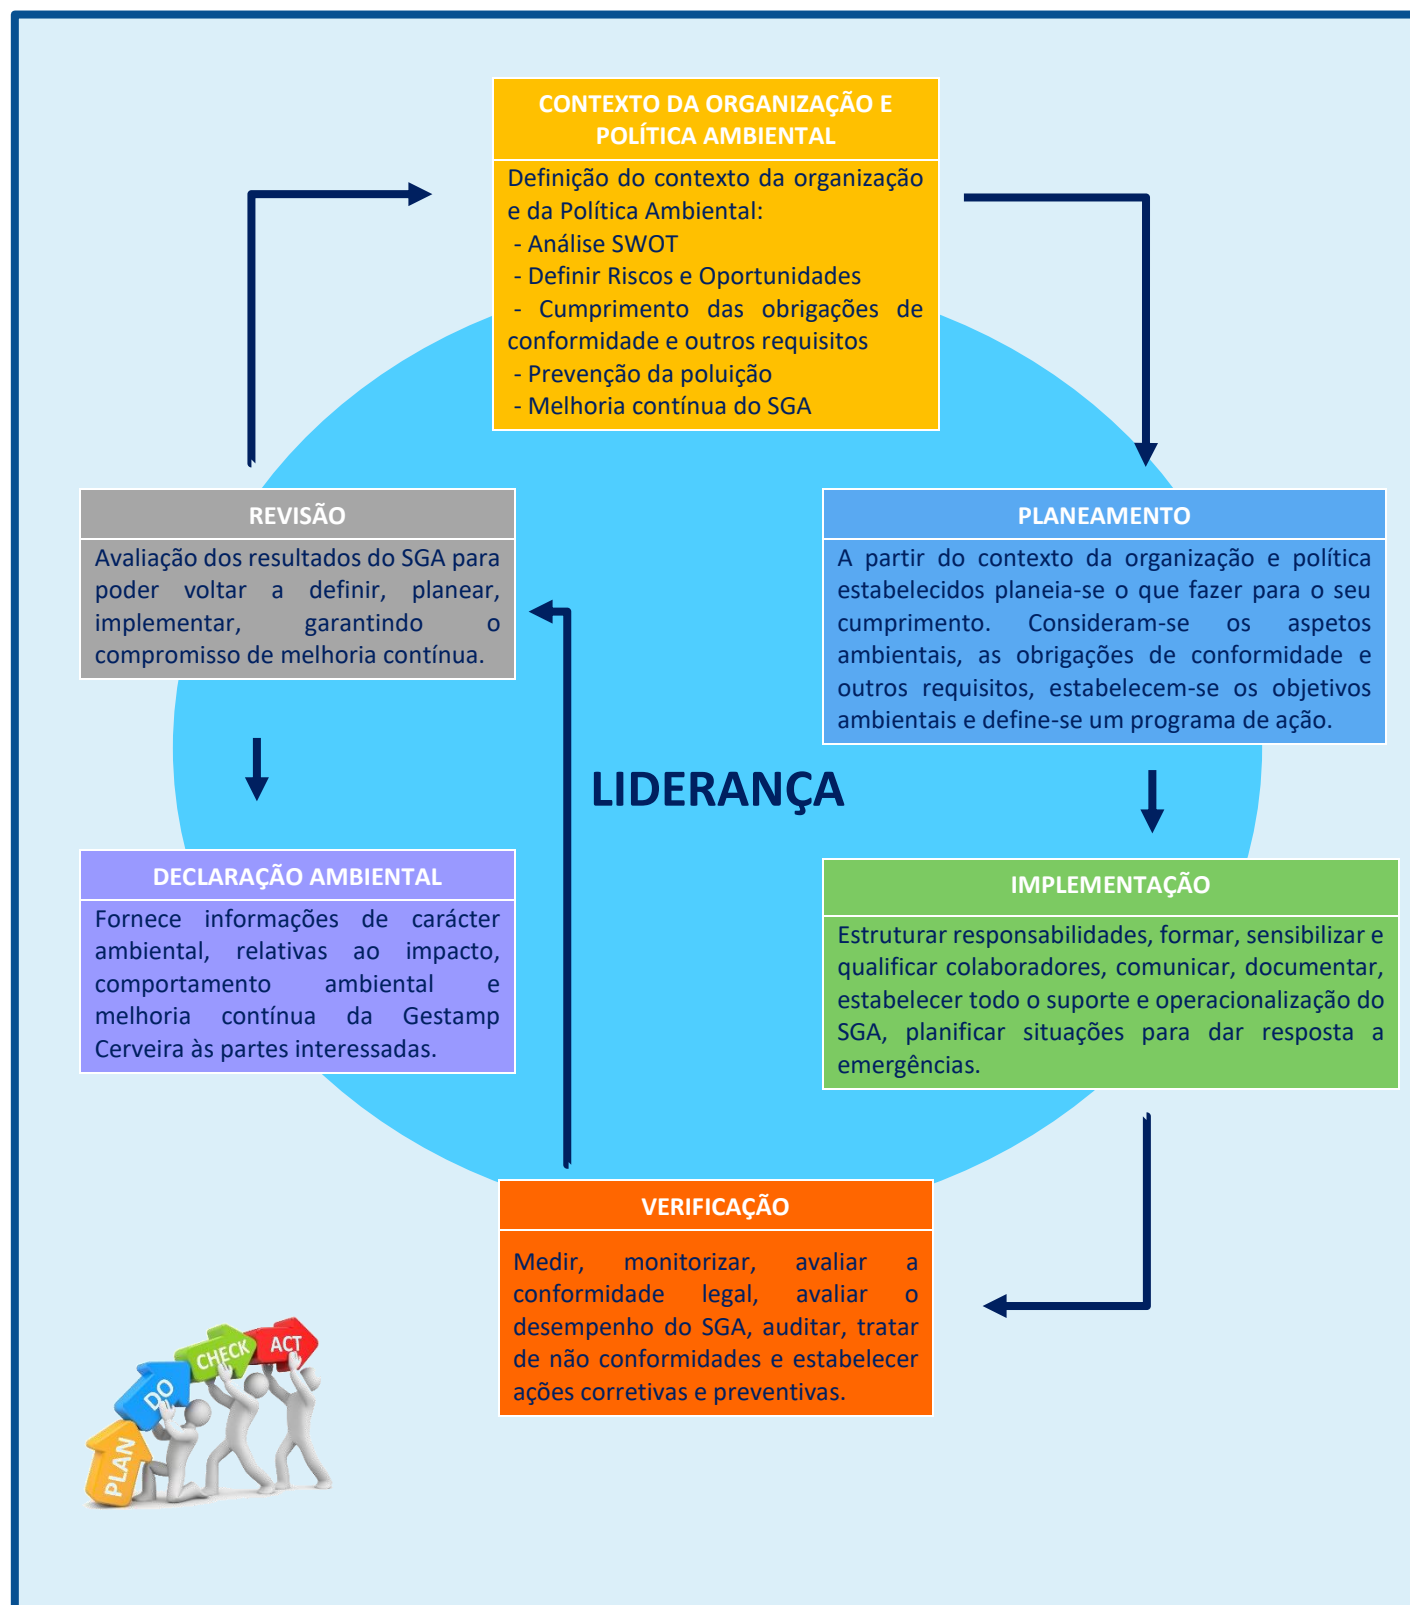 CONTEXTO DA ORGANIZAÇÃO E
POLÍTICA AMBIENTAL
Definição do contexto da organização
e da Política Ambiental:
- Análise SWOT
- Definir Riscos e Oportunidades
- Cumprimento das obrigações de
conformidade e outros requisitos
- Prevenção da poluição
- Melhoria contínua do SGA
PLANEAMENTO
A partir do contexto da organização e política
estabelecidos planeia-se o que fazer para o seu
cumprimento. Consideram-se os aspetos
ambientais, as obrigações de conformidade e
outros requisitos, estabelecem-se os objetivos
ambientais e define-se um programa de ação.
IMPLEMENTAÇÃO
Estruturar responsabilidades, formar, sensibilizar e
qualificar colaboradores, comunicar, documentar,
estabelecer todo o suporte e operacionalização do
SGA, planificar situações para dar resposta a
emergências.
VERIFICAÇÃO
Medir, monitorizar, avaliar a
conformidade legal, avaliar o
desempenho do SGA, auditar, tratar
de não conformidades e estabelecer
ações corretivas e preventivas.
REVISÃO
Avaliação dos resultados do SGA para
poder voltar a definir, planear,
implementar, garantindo o
compromisso de melhoria contínua.
DECLARAÇÃO AMBIENTAL
Fornece informações de carácter
ambiental, relativas ao impacto,
comportamento ambiental e
melhoria contínua da Gestamp
Cerveira às partes interessadas.
LIDERANÇA
PLAN
DO
CHECK
ACT